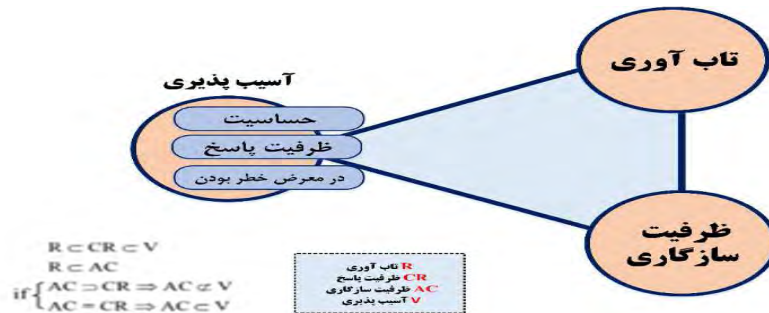 تاب آوری
آسیب پذیری
حساسیت
ظرفیت پاسخ
در معرض خطر بودن
ظرفیت
سازگاری
R ⊂ CR ⊂ V
R ⊂ AC
if { AC ⊃ CR ⇒ AC ⊄ V
AC = CR ⇒ AC ⊂ V
R تاب آوری
CR ظرفیت پاسخ
AC ظرفیت سازگاری
V آسیب پذیری